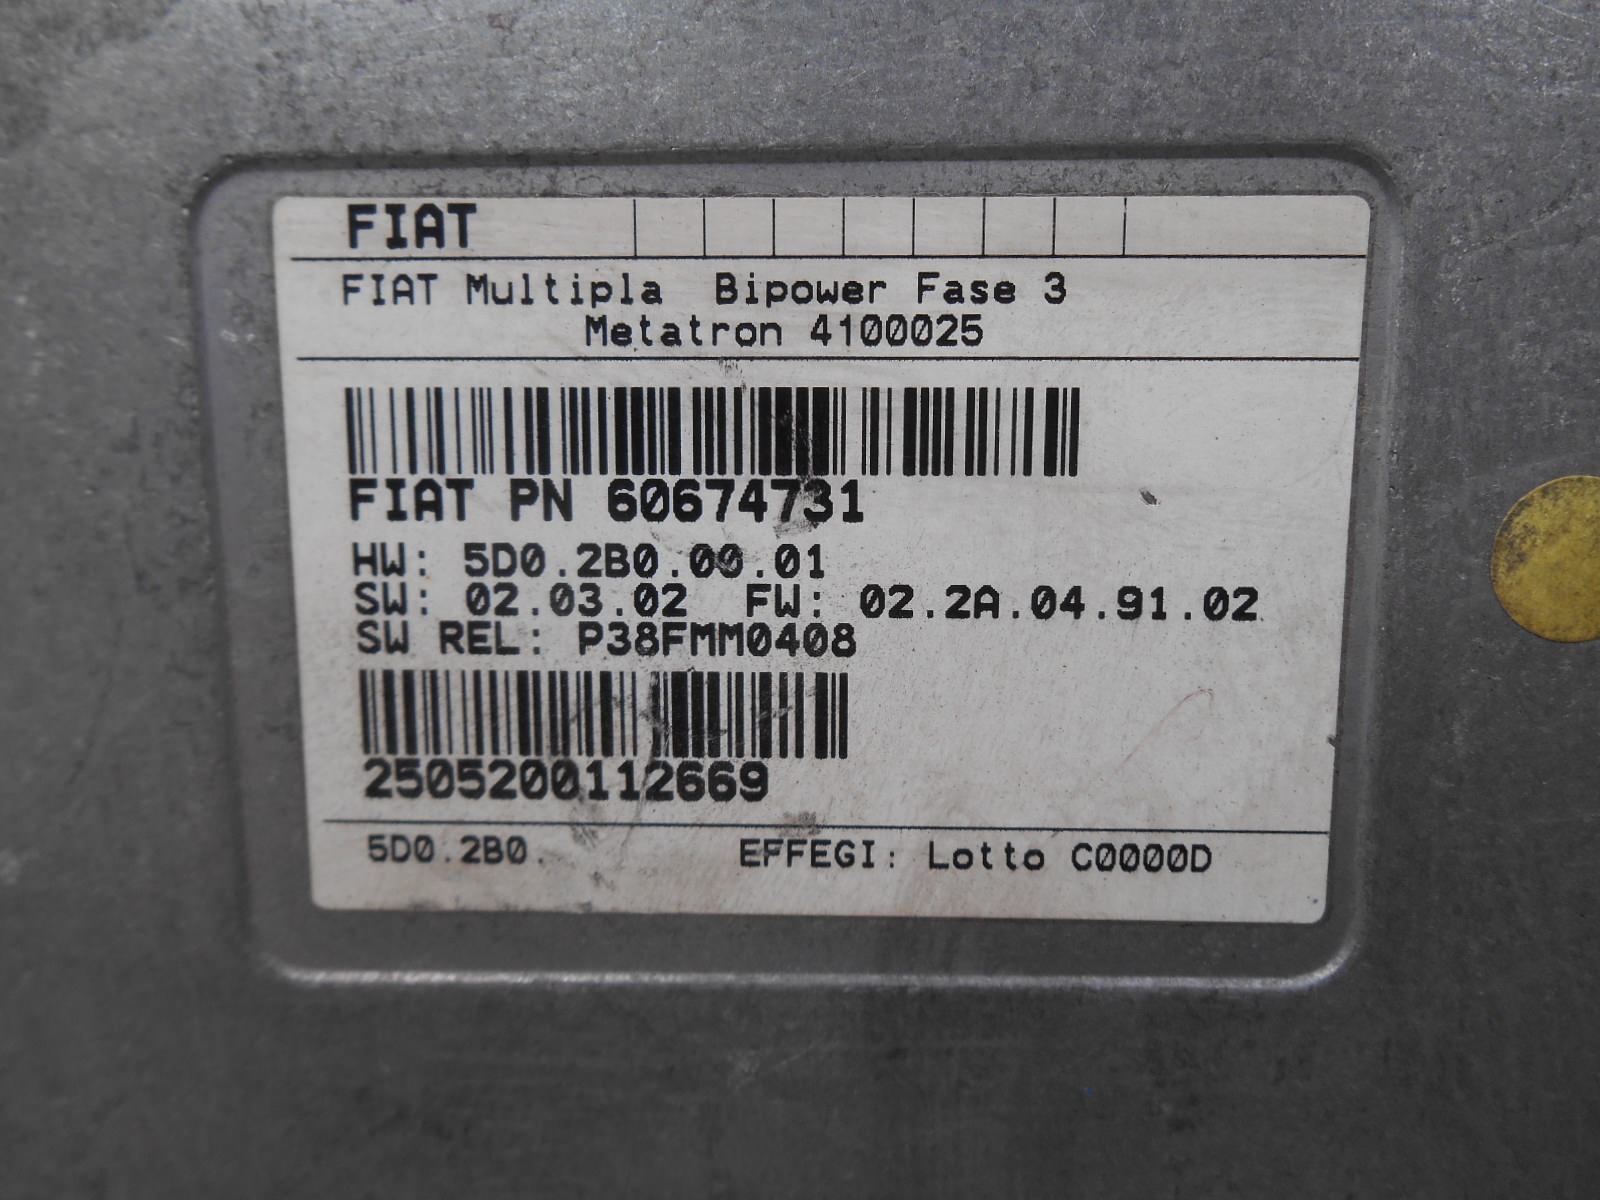 FIAT
FIAT Multipla Bipower Fase 3
Metatron 4100025
FIAT PN 60674731
HW: 5D0.2B0.00.01
SW: 02.03.02 FW: 02.2A.04.91.02
SW REL: P38FMM0408
2505200112669
5D0.2B0. EFFEGI: Lotto C0000D